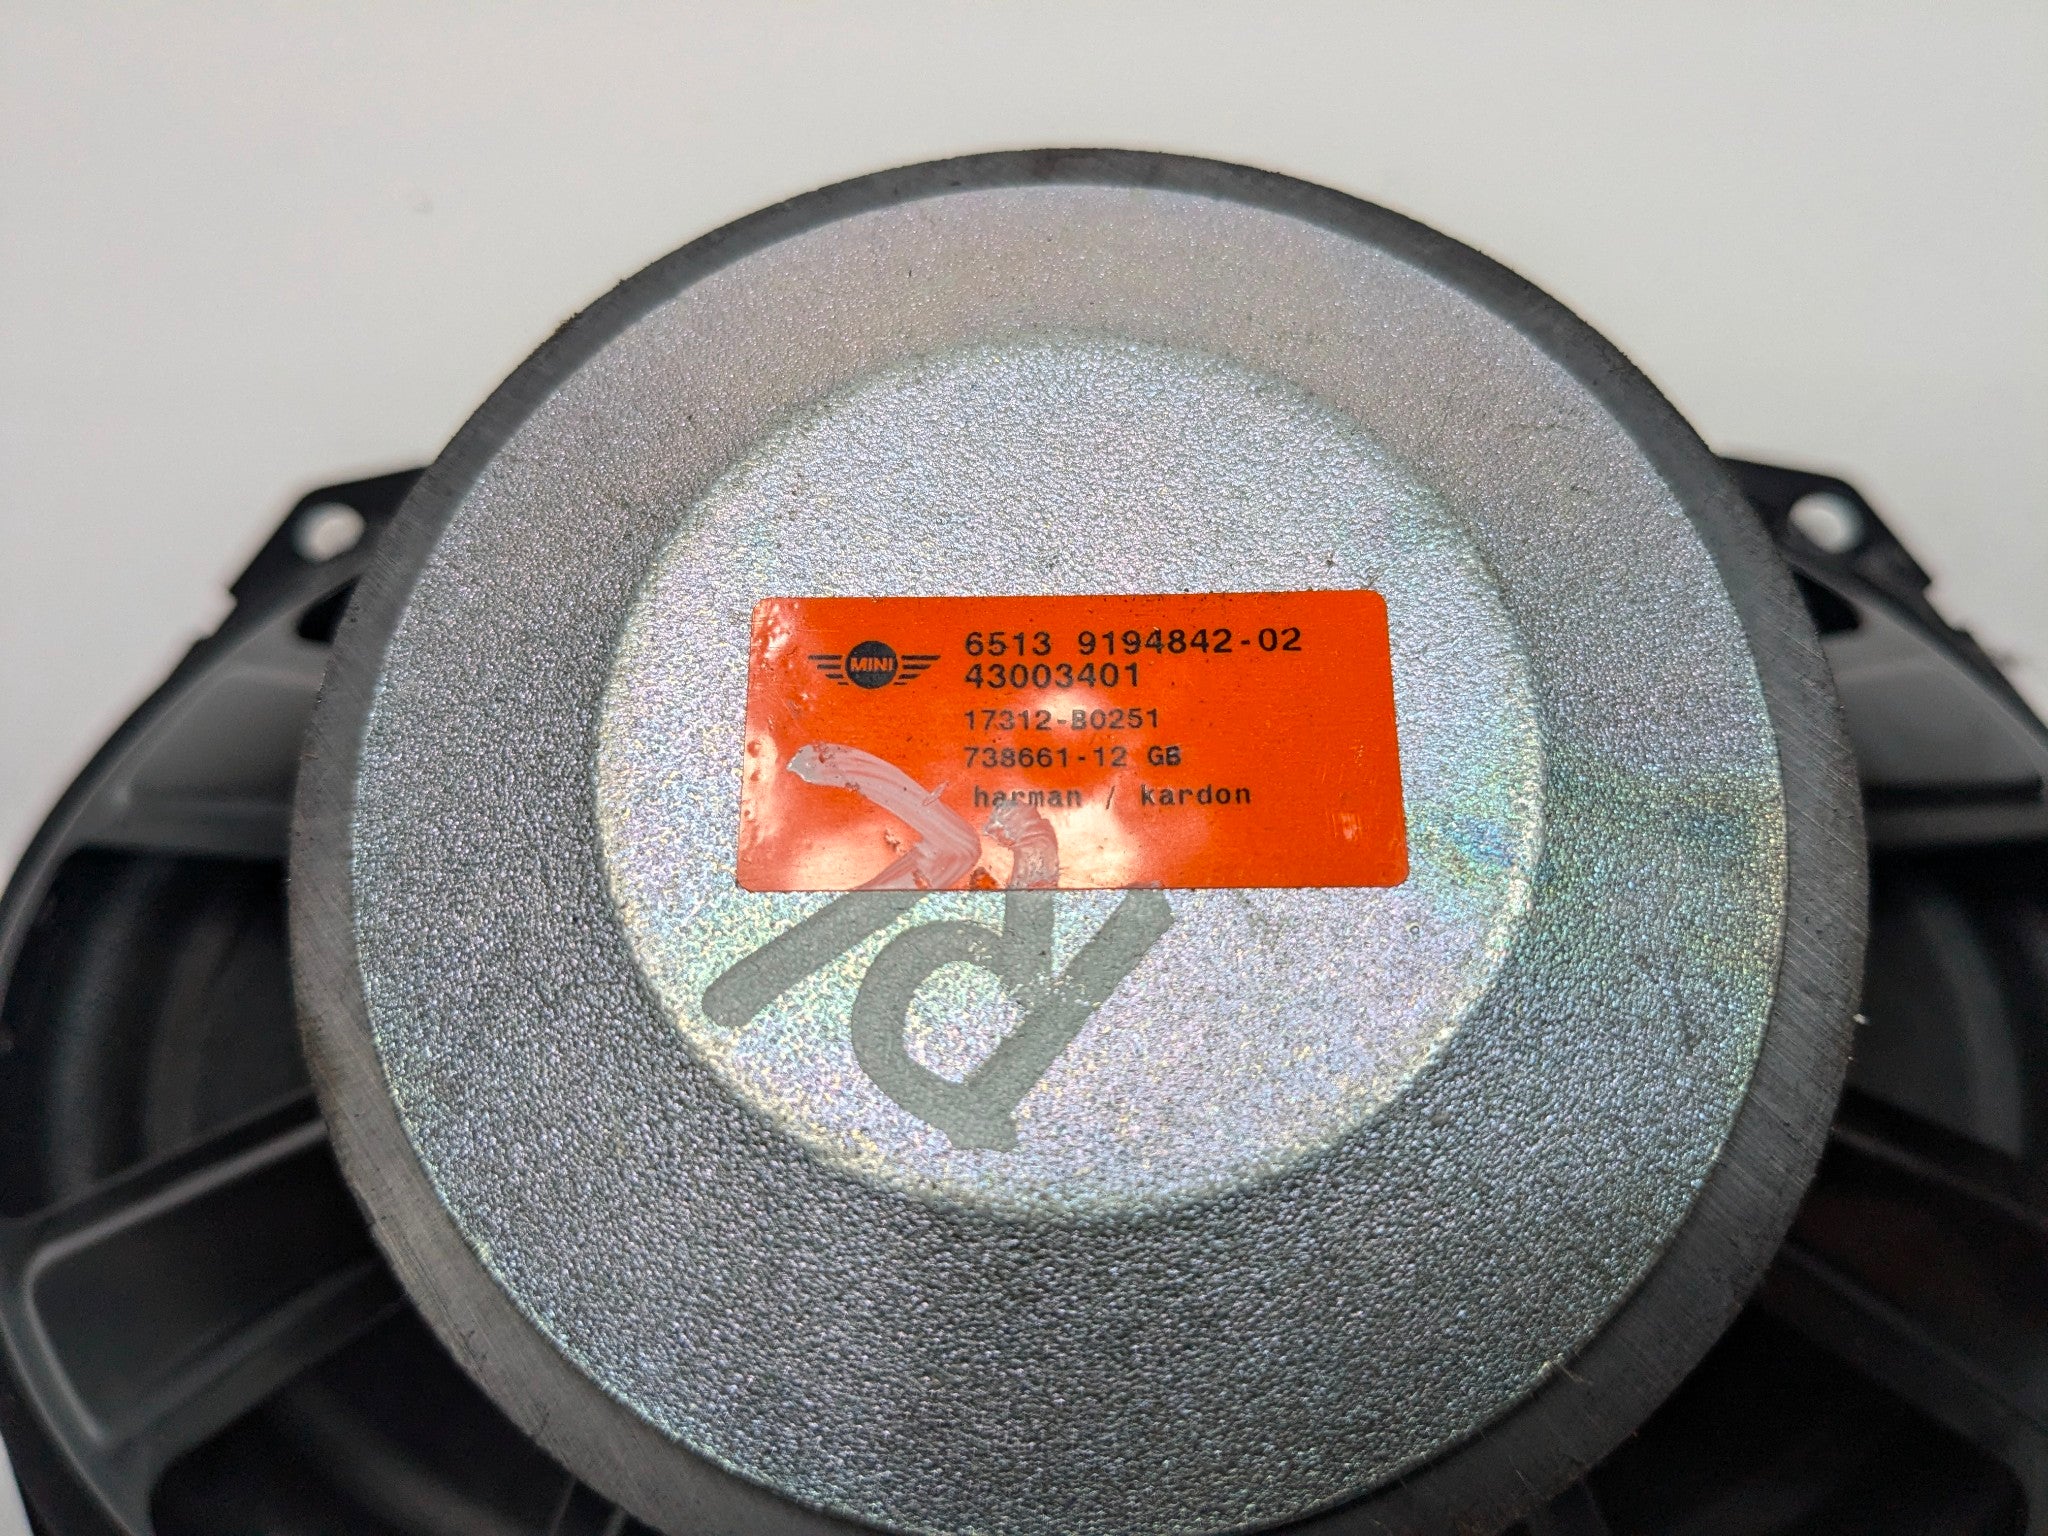 MINI
6513 9194842-02
43003401
17312-B0251
738661-12 GB
harman / kardon